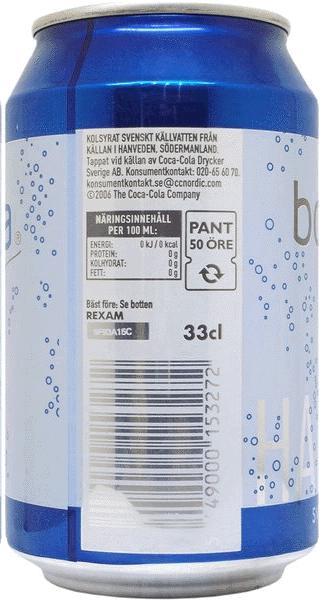 KOLSYRAT SVENSKT KÄLLVATTEN FRÅN
KÄLLAN I HANVEDEN, SÖDERMANLAND.
Tappat vid källan av Coca-Cola Drycker
Sverige AB. Konsumentkontakt: 020-65 60 70.
konsumentkontakt.se@ccnordic.com
©2006 The Coca-Cola Company
NÄRINGSINNEHÅLL
PER 100 ML:
ENERGI: 0 kJ / 0 kcal
PROTEIN: 0 g
KOLHYDRAT: 0 g
FETT: 0 g
PANT
50 ÖRE
Bäst före: Se botten
REXAM
33cl
49000 153272